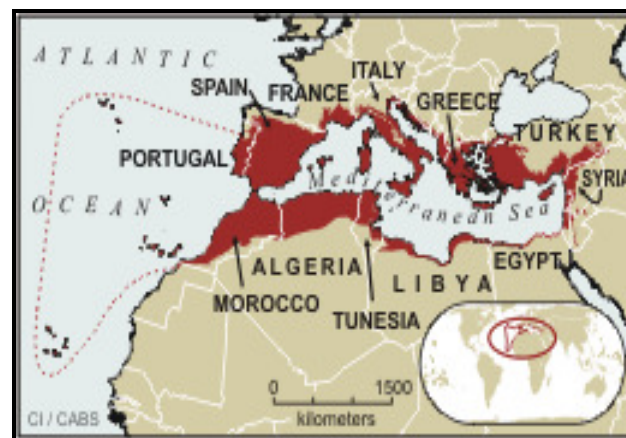 ATLANTIC
OCEAN
ITALY
SPAIN
FRANCE
GREECE
TURKEY
PORTUGAL
Mediterranean Sea
SYRIA
EGYPT
ALGERIA
LIBYA
MOROCCO
TUNESIA
0 1500
kilometers
CI / CABS